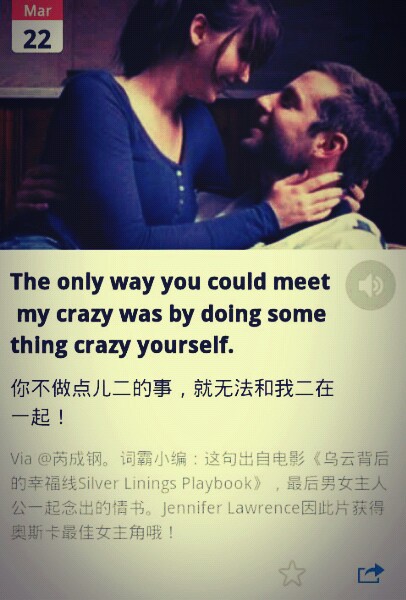 Mar
22
The only way you could meet
my crazy was by doing some
thing crazy yourself.
你不做点儿二的事，就无法和我二在
一起！
Via @芮成钢。词霸小编：这句出自电影《乌云背后
的幸福线Silver Linings Playbook》，最后男女主人
公一起念出的情书。Jennifer Lawrence因此片获得
奥斯卡最佳女主角哦！